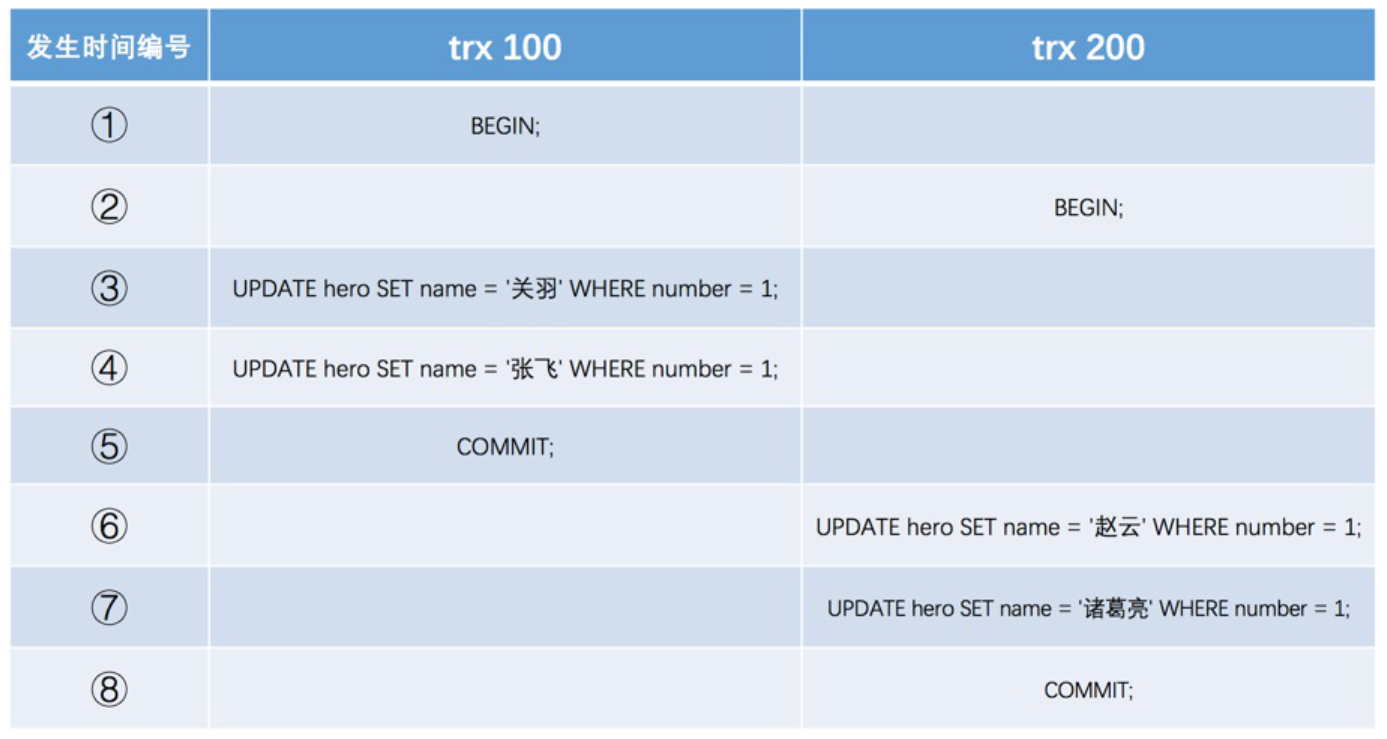 发生时间编号 trx 100 trx 200
① BEGIN;
② BEGIN;
③ UPDATE hero SET name = '关羽' WHERE number = 1;
④ UPDATE hero SET name = '张飞' WHERE number = 1;
⑤ COMMIT;
⑥ UPDATE hero SET name = '赵云' WHERE number = 1;
⑦ UPDATE hero SET name = '诸葛亮' WHERE number = 1;
⑧ COMMIT;